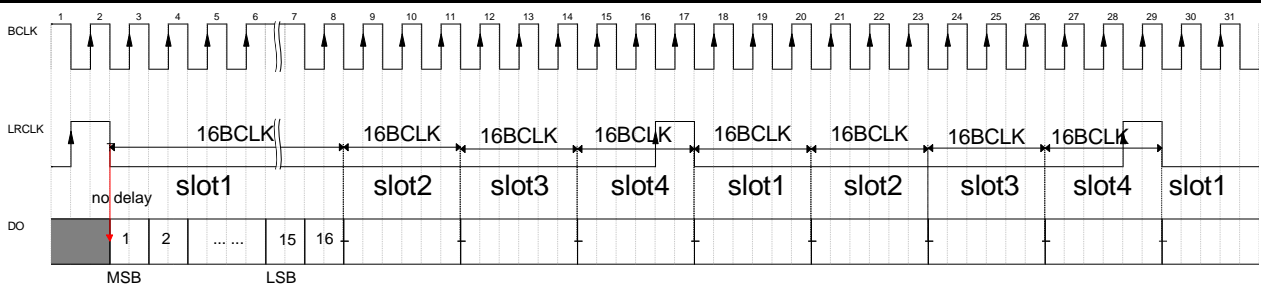 1 2 3 4 5 6 7 8 9 10 11 12 13 14 15 16 17 18 19 20 21 22 23 24 25 26 27 28 29 30 31
BCLK
LRCLK
16BCLK 16BCLK 16BCLK 16BCLK 16BCLK 16BCLK 16BCLK 16BCLK
slot1 slot2 slot3 slot4 slot1 slot2 slot3 slot4 slot1
no delay
DO
1 2 ... ... 15 16
MSB LSB